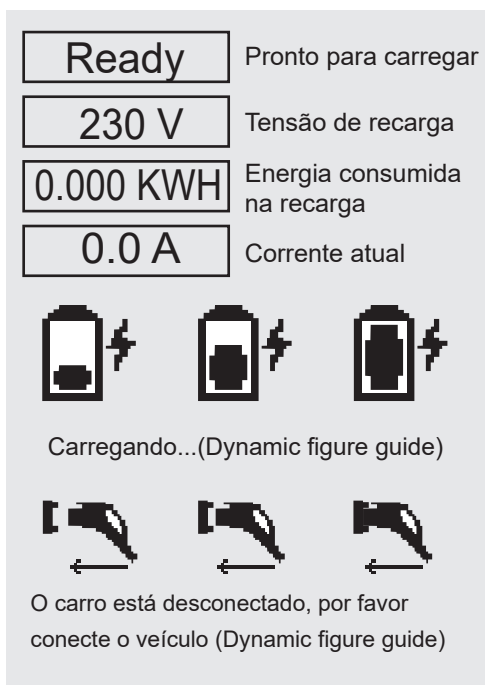 Ready Pronto para carregar
230 V Tensão de recarga
0.000 KWH Energia consumida
na recarga
0.0 A Corrente atual
Carregando...(Dynamic figure guide)
O carro está desconectado, por favor
conecte o veículo (Dynamic figure guide)